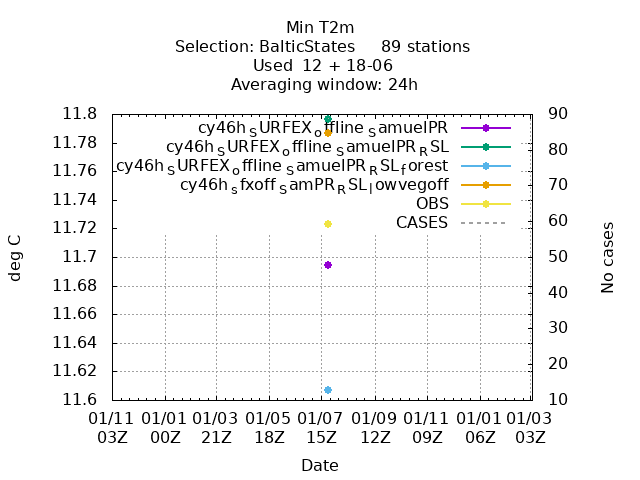 Min T2m
Selection: BalticStates 89 stations
Used 12 + 18-06
Averaging window: 24h
11.8
11.78
11.76
11.74
11.72
11.7
11.68
11.66
11.64
11.62
11.6
deg C
90
80
70
60
50
40
30
20
10
No cases
cy46h_SURFEX_offline_SamuelPR
cy46h_SURFEX_offline_SamuelPR_RSL
cy46h_SURFEX_offline_SamuelPR_RSL_forest
cy46h_sfxoff_SamPR_RSL_lowvegoff
OBS
CASES
01/11 01/01 01/03 01/05 01/07 01/09 01/11 01/01 01/03
03Z 00Z 21Z 18Z 15Z 12Z 09Z 06Z 03Z
Date